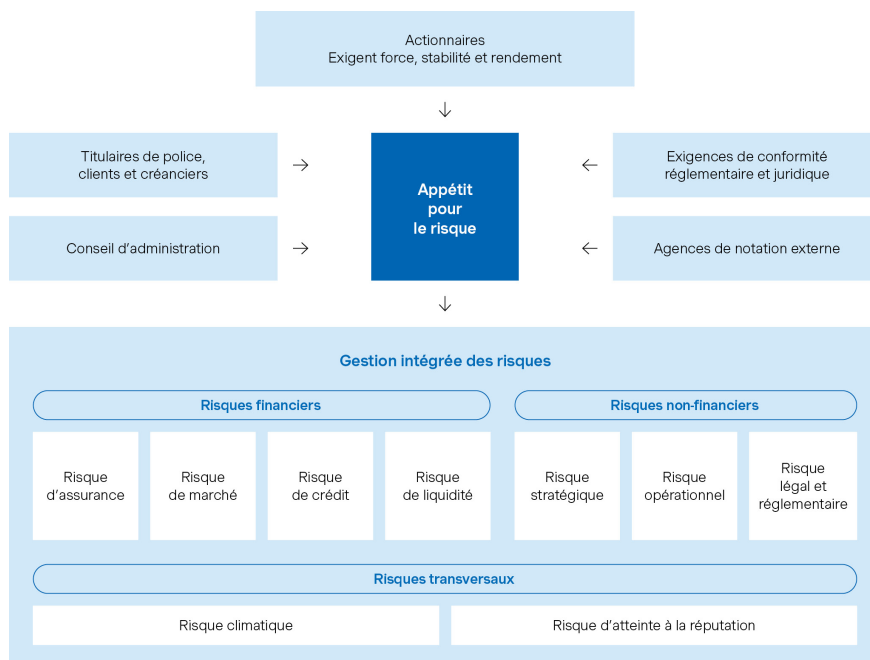 Actionnaires
Exigent force, stabilité et rendement
Titulaires de police,
clients et créanciers
Conseil d’administration
Appétit
pour
le risque
Exigences de conformité
réglementaire et juridique
Agences de notation externe
Gestion intégrée des risques
Risques financiers
Risque
d’assurance
Risque
de marché
Risque
de crédit
Risque
de liquidité
Risques non-financiers
Risque
stratégique
Risque
opérationnel
Risque
légal et
réglementaire
Risques transversaux
Risque climatique
Risque d’atteinte à la réputation